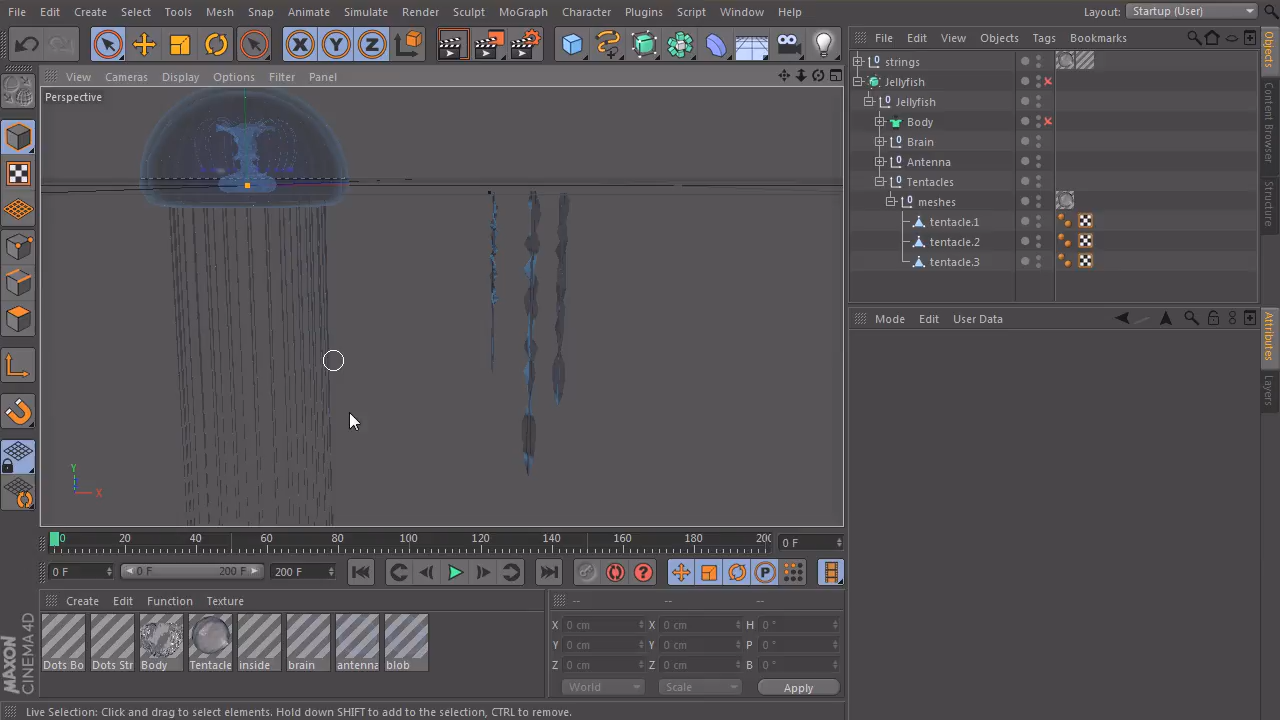 File Edit Create Select Tools Mesh Snap Animate Simulate Render Sculpt MoGraph Character Plugins Script Window Help Layout: Startup (User)
X Y Z
File Edit View Objects Tags Bookmarks
View Cameras Display Options Filter Panel
Perspective
strings
Jellyfish
Jellyfish
Body
Brain
Antenna
Tentacles
meshes
tentacle.1
tentacle.2
tentacle.3
Objects
Content Browser
Structure
Mode Edit User Data
Attributes
Layers
Y
X
0 20 40 60 80 100 120 140 160 180 200 0 F
0 F 0 F 200 F 200 F
P
Create Edit Function Texture
-- -- --
X 0 cm X 0 cm H 0 °
Y 0 cm Y 0 cm P 0 °
Z 0 cm Z 0 cm B 0 °
World Scale Apply
Dots Bo Dots Str Body Tentacle inside brain antenna blob
MAXON
CINEMA 4D
Live Selection: Click and drag to select elements. Hold down SHIFT to add to the selection, CTRL to remove.